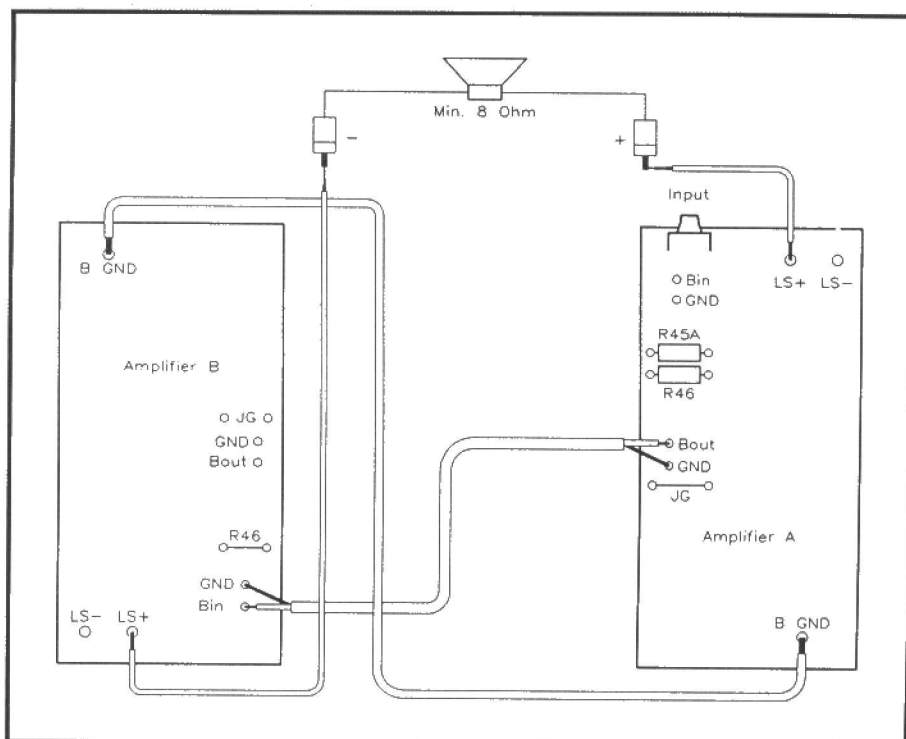 Min. 8 Ohm
-
+
Input
B GND
LS+ LS-
Bin
GND
R45A
Amplifier B
R46
JG
GND
Bout
Bout
GND
JG
R46
Amplifier A
GND
Bin
LS- LS+
B GND